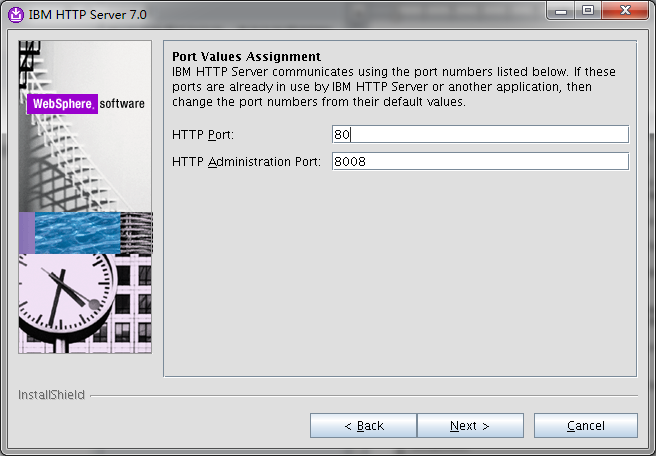 IBM HTTP Server 7.0
Port Values Assignment
IBM HTTP Server communicates using the port numbers listed below. If these
ports are already in use by IBM HTTP Server or another application, then
change the port numbers from their default values.
WebSphere. software
HTTP Port:
80
HTTP Administration Port:
8008
InstallShield
< Back
Next >
Cancel